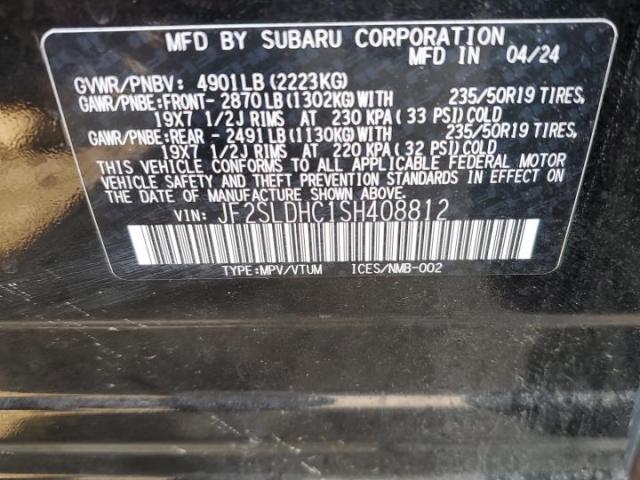 MFD BY SUBARU CORPORATION
MFD IN 04/24
GVWR/PNBV: 4901LB (2223KG)
GAWR/PNBE:FRONT- 2870LB(1302KG)WITH 235/50R19 TIRES,
19X7 1/2J RIMS AT 230 KPA( 33 PSI)COLD
GAWR/PNBE:REAR - 2491LB(1130KG)WITH 235/50R19 TIRES,
19X7 1/2J RIMS AT 220 KPA( 32 PSI)COLD
THIS VEHICLE CONFORMS TO ALL APPLICABLE FEDERAL MOTOR
VEHICLE SAFETY AND THEFT PREVENTION STANDARDS IN EFFECT ON
THE DATE OF MANUFACTURE SHOWN ABOVE.
VIN: JF2SLDHC1SH408812
TYPE:MPV/VTUM ICES/NMB-002